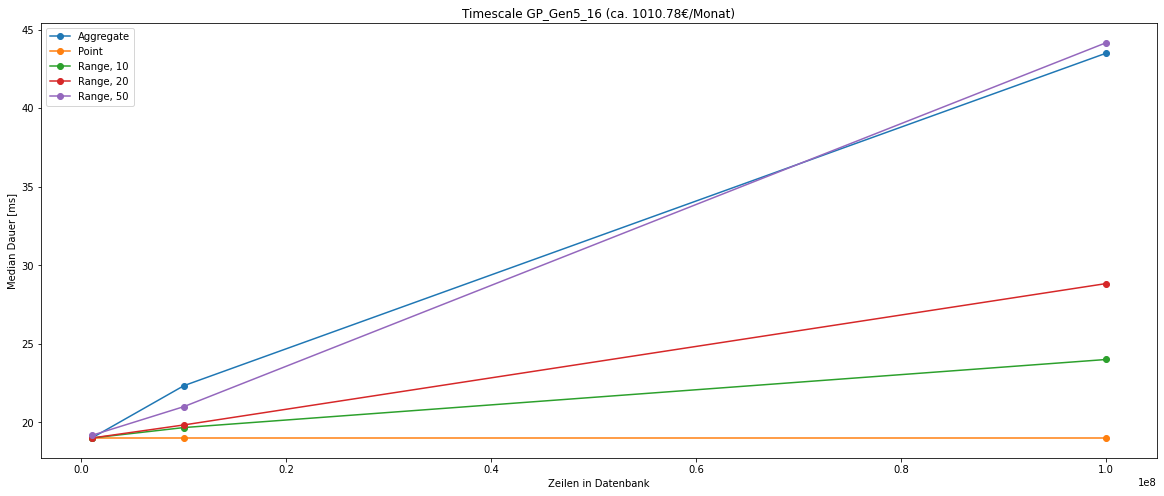 Timescale GP_Gen5_16 (ca. 1010.78€/Monat)
45
40
35
30
25
20
Median Dauer [ms]
Aggregate
Point
Range, 10
Range, 20
Range, 50
0.0
0.2
0.4
0.6
0.8
1.0
1e8
Zeilen in Datenbank